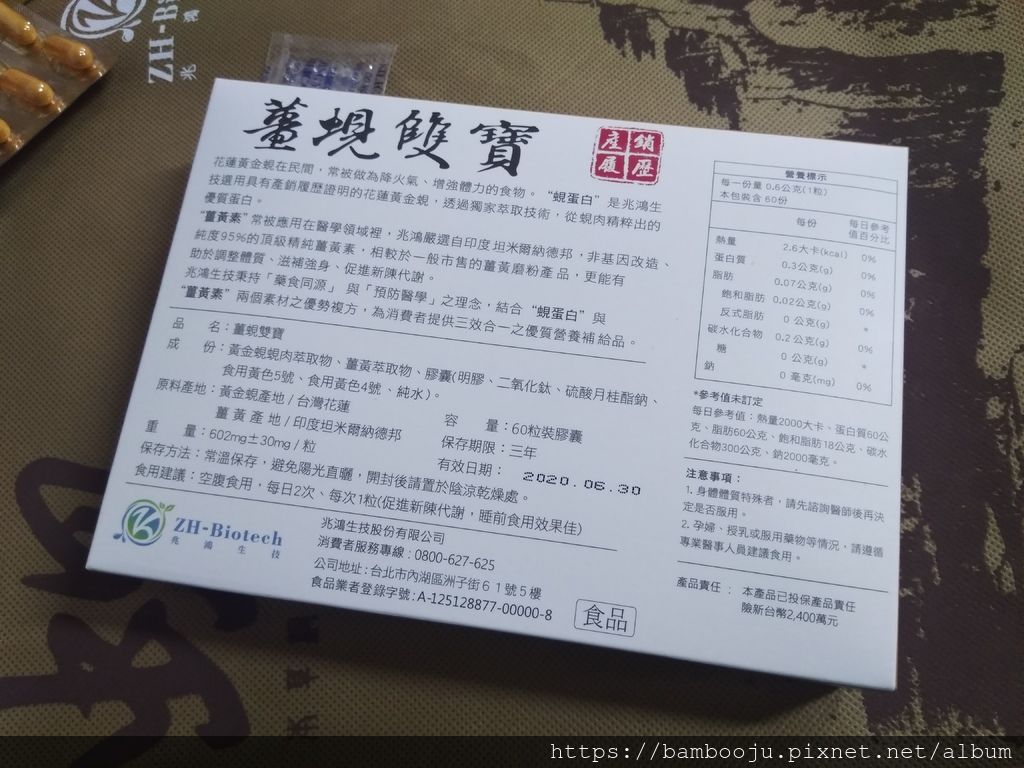 ZH-B
兆鴻
薑蜆雙寶
產銷履歷
花蓮黃金蜆在民間，常被做為降火氣、增強體力的食物。“蜆蛋白”是兆鴻生
技選用具有產銷履歷證明的花蓮黃金蜆，透過獨家萃取技術，從蜆肉精粹出的
優質蛋白。
“薑黃素”常被應用在醫學領域裡，兆鴻嚴選自印度坦米爾納德邦，非基因改造、
純度95%的頂級精純薑黃素，相較於一般市售的薑黃磨粉產品，更能有
助於調整體質、滋補強身、促進新陳代謝。
兆鴻生技秉持「藥食同源」與「預防醫學」之理念，結合“蜆蛋白”與
“薑黃素”兩個素材之優勢複方，為消費者提供三效合一之優質營養補給品。
品 名：薑蜆雙寶
成 份：黃金蜆蜆肉萃取物、薑黃萃取物、膠囊(明膠、二氧化鈦、硫酸月桂酯鈉、
食用黃色5號、食用黃色4號、純水)。
原料產地：黃金蜆產地/台灣花蓮
薑黃產地/印度坦米爾納德邦
重 量：602mg±30mg/粒
容 量：60粒裝膠囊
保存期限：三年
有效日期：2020.06.30
保存方法：常溫保存，避免陽光直曬，開封後請置於陰涼乾燥處。
食用建議：空腹食用，每日2次、每次1粒(促進新陳代謝，睡前食用效果佳)
ZH-Biotech
兆鴻生技
兆鴻生技股份有限公司
消費者服務專線：0800-627-625
公司地址：台北市內湖區洲子街61號5樓
食品業者登錄字號：A-125128877-00000-8
食品
營養標示
每一份量 0.6公克(1粒)
本包裝含 60份
每份 每日參考值百分比
熱量 2.6大卡(kcal) 0%
蛋白質 0.3公克(g) 0%
脂肪 0.07公克(g) 0%
飽和脂肪 0.02公克(g) 0%
反式脂肪 0 公克(g) *
碳水化合物 0.2 公克(g) 0%
糖 0 公克(g) *
鈉 0 毫克(mg) 0%
*參考值未訂定
每日參考值：熱量2000大卡、蛋白質60公
克、脂肪60公克、飽和脂肪18公克、碳水
化合物300公克、鈉2000毫克。
注意事項：
1. 身體體質特殊者，請先諮詢醫師後再決
定是否服用。
2. 孕婦、授乳或服用藥物等情況，請遵循
專業醫事人員建議食用。
產品責任：本產品已投保產品責任
險新台幣2,400萬元
https://bambooju.pixnet.net/album